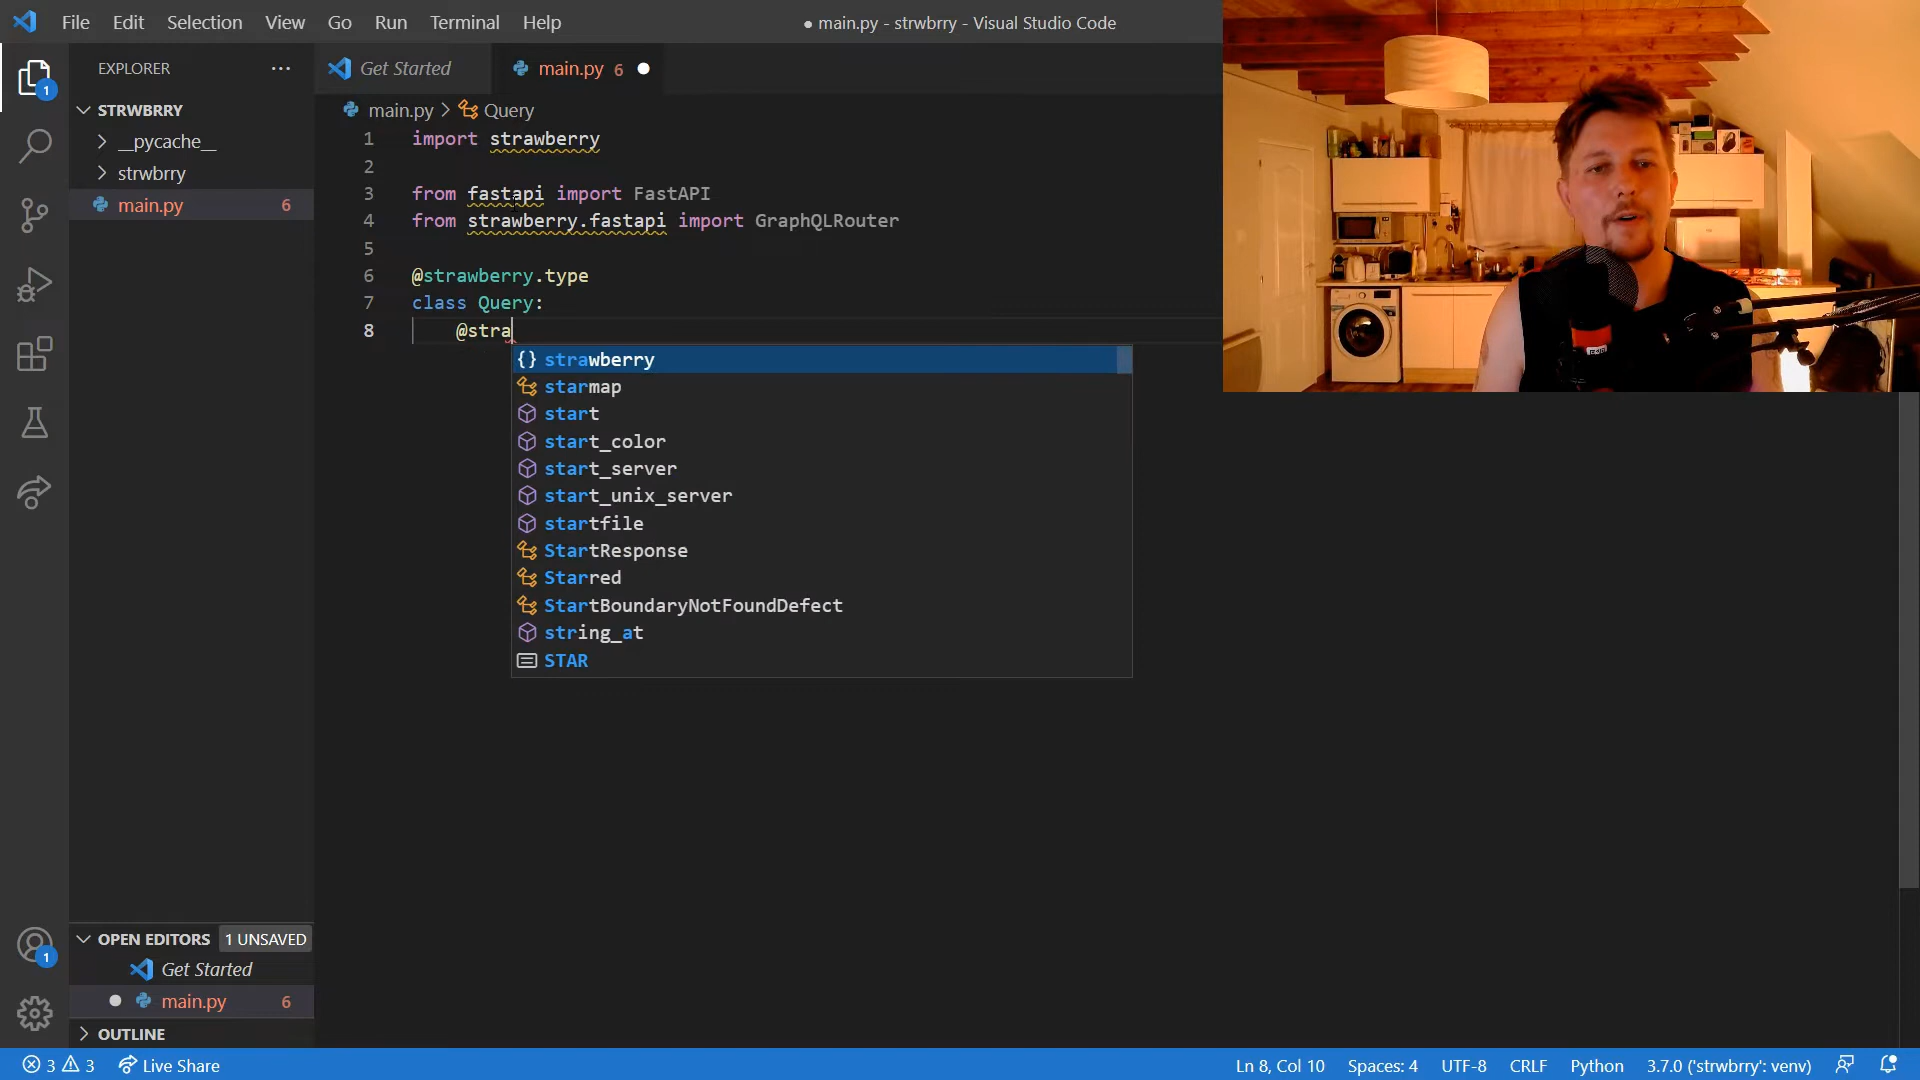 File Edit Selection View Go Run Terminal Help
● main.py - strwbrry - Visual Studio Code
EXPLORER ···
Get Started
main.py 6
STRWBRRY
__pycache__
strwbrry
main.py 6
main.py > Query
1 import strawberry
2
3 from fastapi import FastAPI
4 from strawberry.fastapi import GraphQLRouter
5
6 @strawberry.type
7 class Query:
8 @stra
{} strawberry
starmap
start
start_color
start_server
start_unix_server
startfile
StartResponse
Starred
StartBoundaryNotFoundDefect
string_at
STAR
1
OPEN EDITORS 1 UNSAVED
Get Started
main.py 6
OUTLINE
1
3 3 Live Share
Ln 8, Col 10 Spaces: 4 UTF-8 CRLF Python 3.7.0 ('strwbrry': venv)